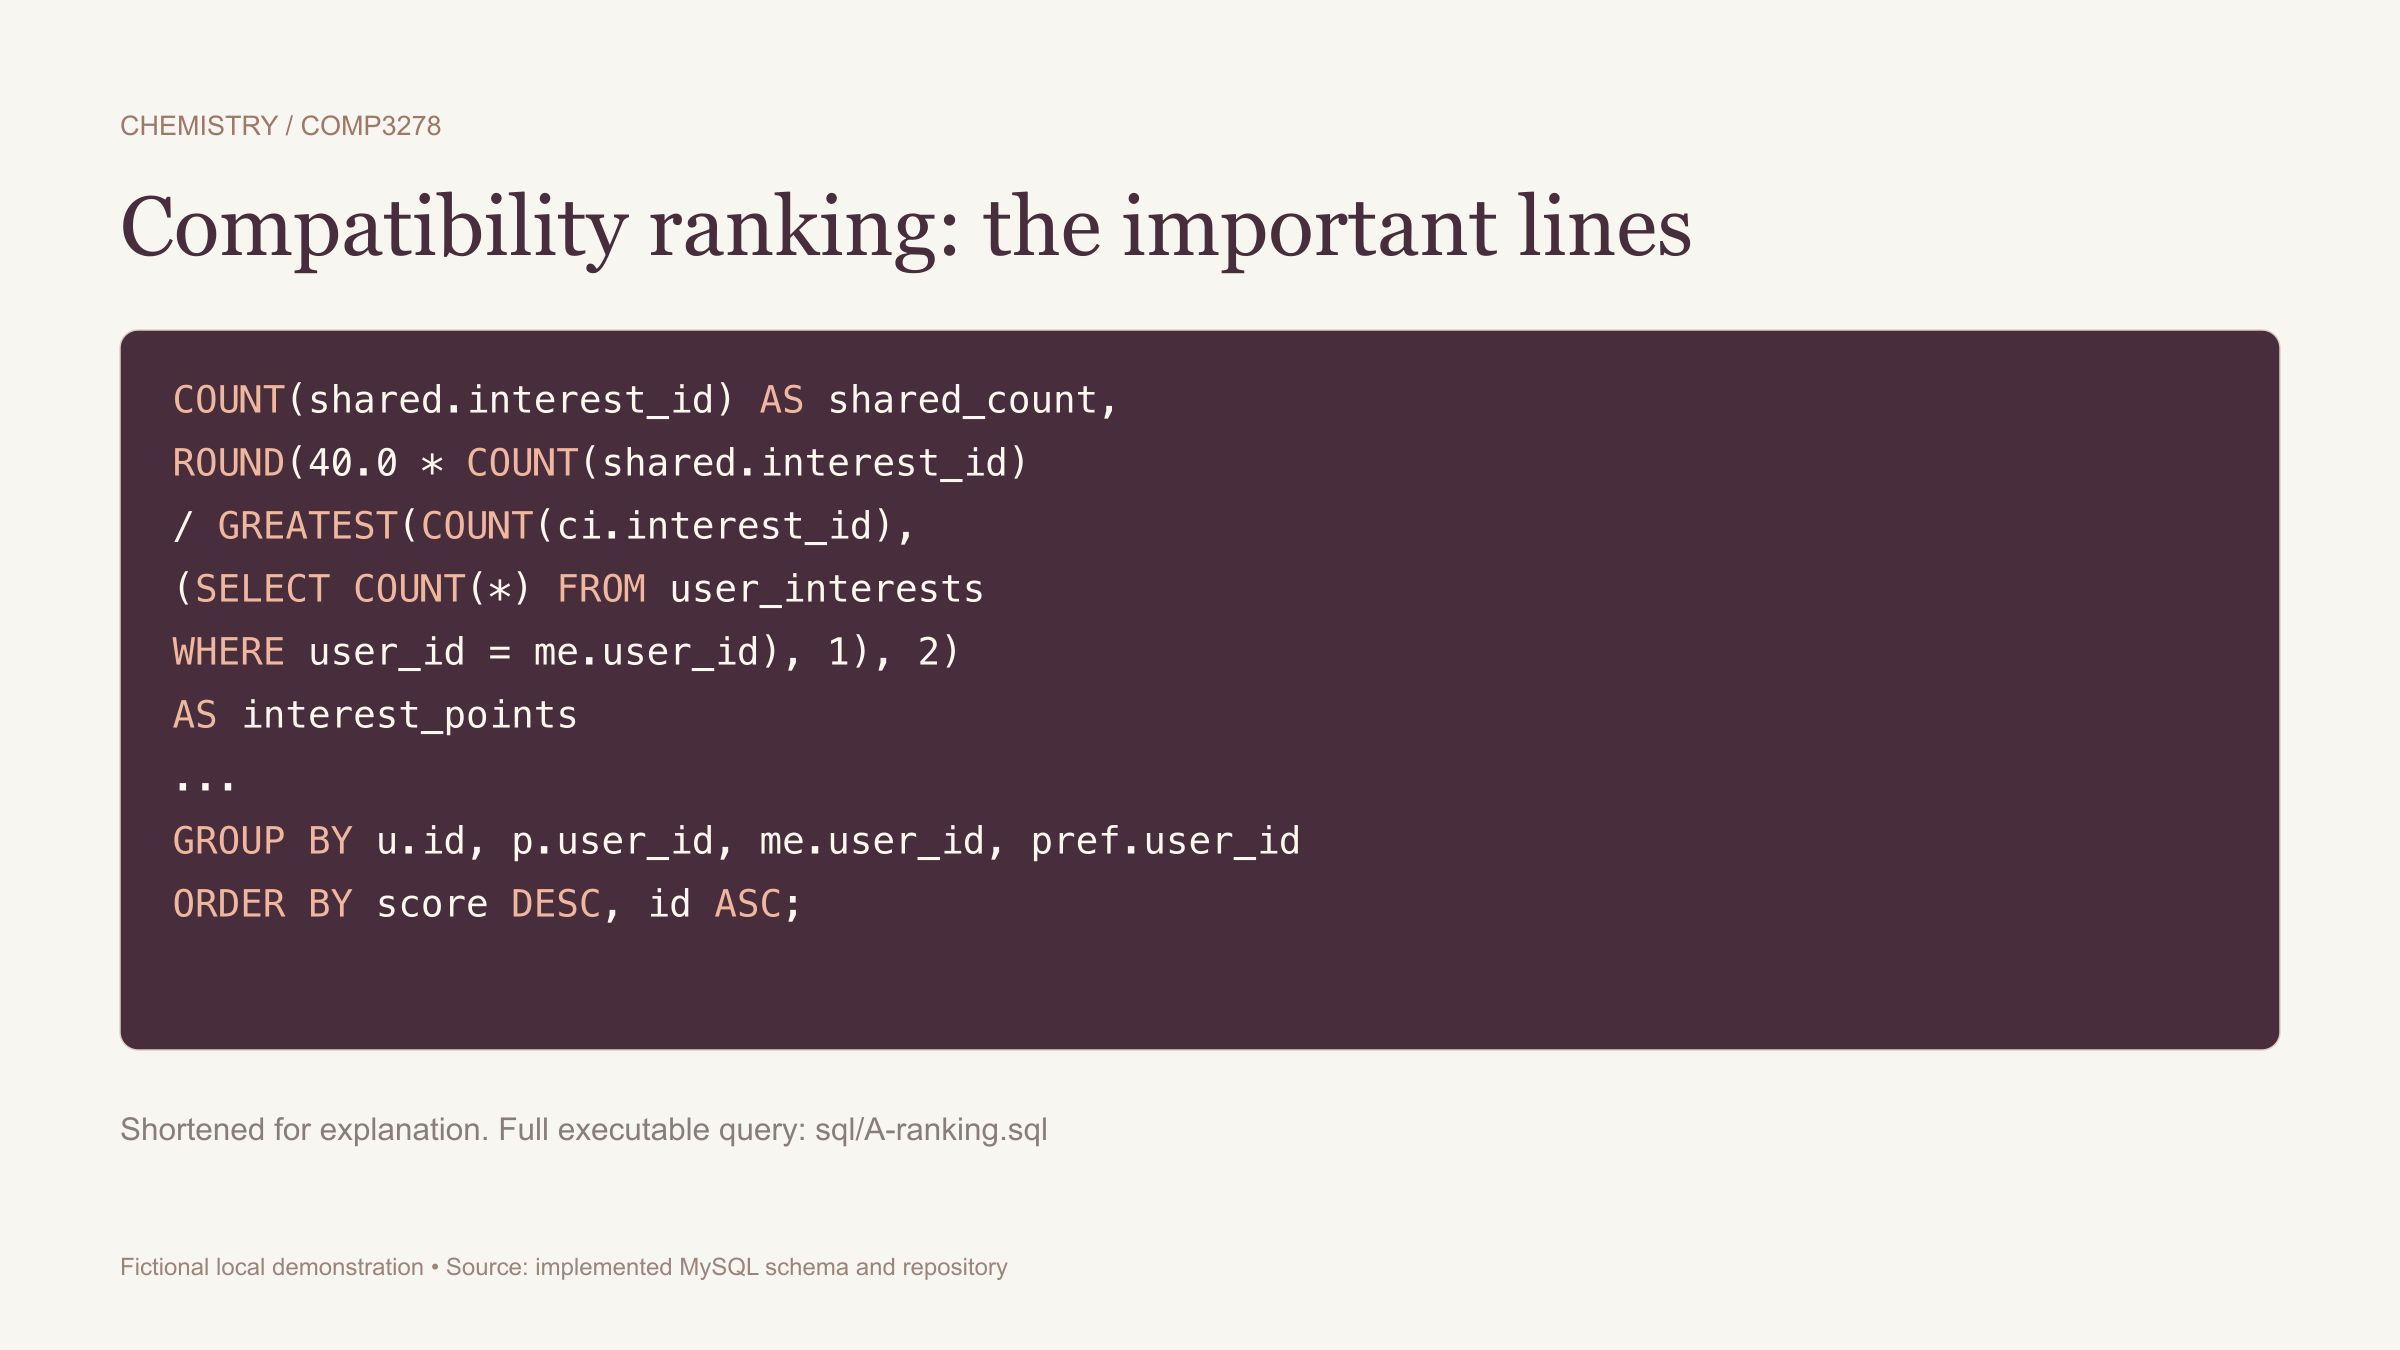 CHEMISTRY / COMP3278
Compatibility ranking: the important lines
COUNT(shared.interest_id) AS shared_count,
ROUND(40.0 * COUNT(shared.interest_id)
/ GREATEST(COUNT(ci.interest_id),
(SELECT COUNT(*) FROM user_interests
WHERE user_id = me.user_id), 1), 2)
AS interest_points
...
GROUP BY u.id, p.user_id, me.user_id, pref.user_id
ORDER BY score DESC, id ASC;
Shortened for explanation. Full executable query: sql/A-ranking.sql
Fictional local demonstration • Source: implemented MySQL schema and repository